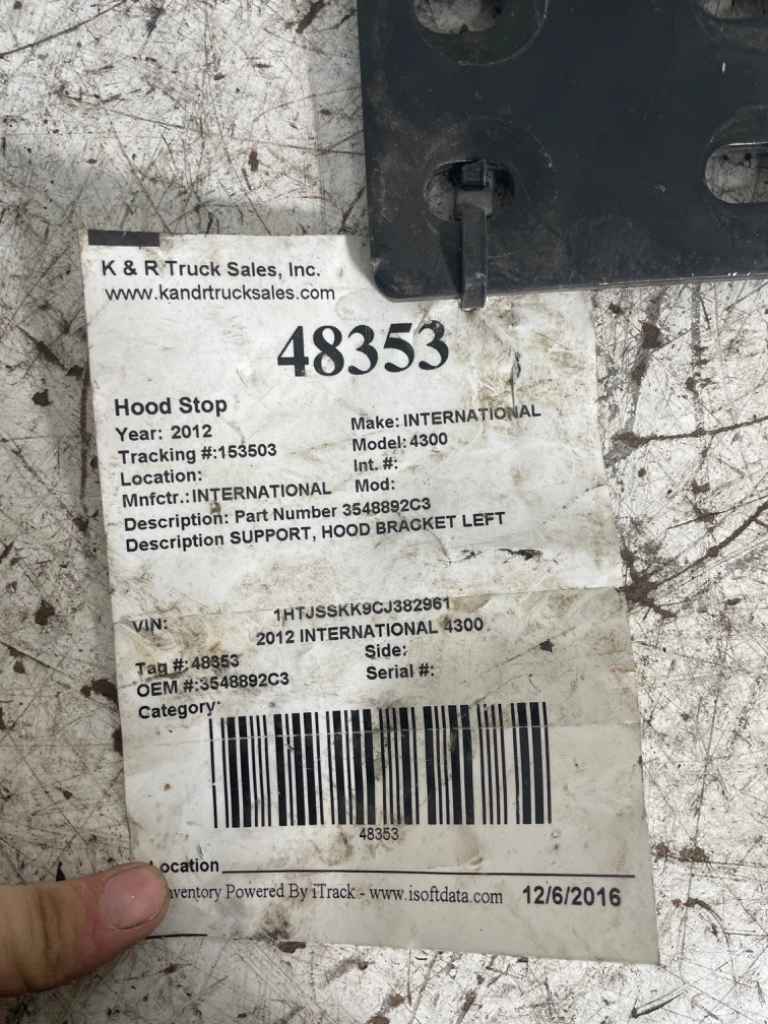 K & R Truck Sales, Inc.
www.kandrtrucksales.com
48353
Hood Stop
Year: 2012 Make: INTERNATIONAL
Tracking #:153503 Model: 4300
Location: Int. #:
Mnfctr.: INTERNATIONAL Mod:
Description: Part Number 3548892C3
Description SUPPORT, HOOD BRACKET LEFT
VIN: 1HTJSSKK9CJ382961
2012 INTERNATIONAL 4300
Tag #:48353 Side:
OEM #:3548892C3 Serial #:
Category:
48353
Location
Inventory Powered By iTrack - www.isoftdata.com 12/6/2016